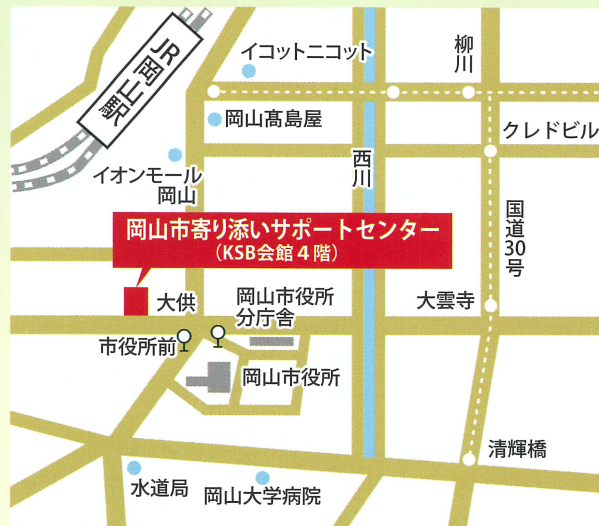 JR岡山駅
イコットニコット
柳川
岡山髙島屋
クレドビル
イオンモール
岡山
西川
国道30号
岡山市寄り添いサポートセンター
（KSB会館４階）
大供
岡山市役所
分庁舎
大雲寺
市役所前
岡山市役所
清輝橋
水道局
岡山大学病院